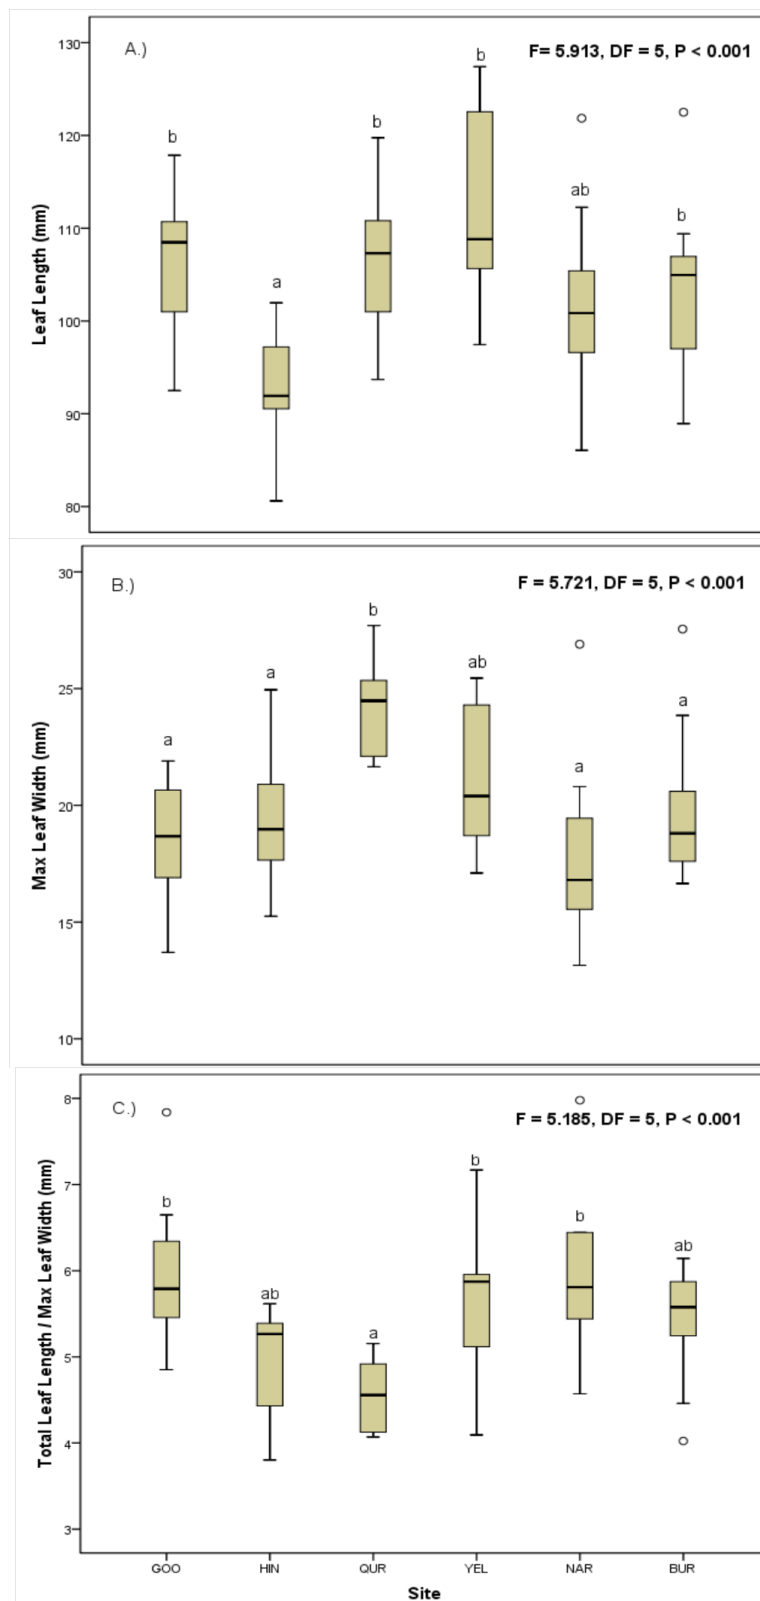 A.)
F= 5.913, DF = 5, P < 0.001
Leaf Length (mm)
130
120
110
100
90
80
b
a
b
b
ab
b
B.)
F = 5.721, DF = 5, P < 0.001
Max Leaf Width (mm)
30
25
20
15
10
a
a
b
ab
a
a
C.)
F = 5.185, DF = 5, P < 0.001
Total Leaf Length / Max Leaf Width (mm)
8
7
6
5
4
3
b
ab
a
b
b
ab
GOO HIN QUR YEL NAR BUR
Site